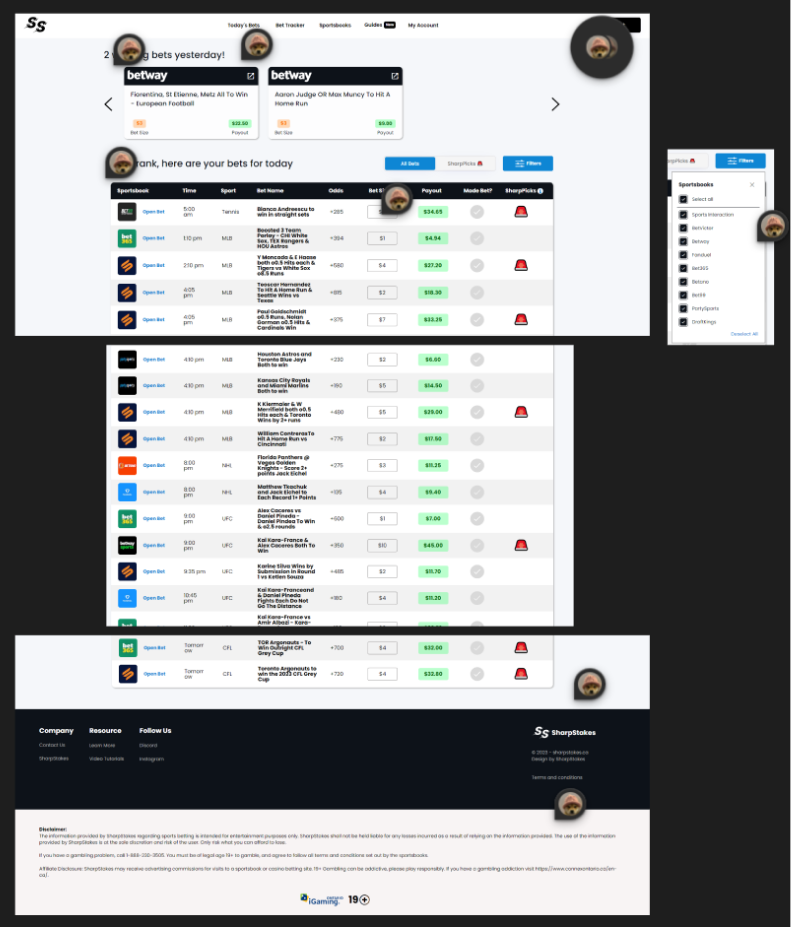 SS
Today's Bets Bet Tracker Sportsbooks Guides New My Account
2 bets yesterday!
betway
Fiorentina, St Etienne, Metz All To Win
- European Football
$3 $32.50
Bet Size Payout
betway
Aaron Judge OR Max Muncy To Hit A
Home Run
$3 $9.00
Bet Size Payout
rank, here are your bets for today
All Bets SharpPicks Filters
Sportsbook Time Sport Bet Name Odds Bet Payout Made Bet? SharpPicks
Open Bet 5:00 am Tennis Bianca Andreescu to win in straight sets +265 $34.65
bet365 Open Bet 1:10 pm MLB Boosted 3 Team Parlay - CHI White Sox, TEX Rangers & HOU Astros +394 $1 $4.94
Open Bet 2:10 pm MLB Y Moncada & E Haase both o0.5 Hits each & Tigers vs White Sox o6.5 Runs +580 $4 $27.20
Open Bet 4:05 pm MLB Teoscar Hernandez To Hit A Home Run & Seattle Wins vs Texas $18.30
Open Bet 4:05 pm MLB Paul Goldschmidt o0.5 Runs, Nolan Gorman o0.5 Hits & Cardinals Win +375 $7 $33.25
Open Bet 4:10 pm MLB Houston Astros and Toronto Blue Jays Both to win +230 $2 $6.60
Open Bet 4:10 pm MLB Kansas City Royals and Miami Marlins Both to win +190 $5 $14.50
Open Bet 4:10 pm MLB K Kiermaier & W Merrifield both o0.5 Hits each & Toronto Wins by 2+ runs +480 $5 $29.00
Open Bet 4:10 pm MLB William Contreras To Hit A Home Run vs Cincinnati +775 $2 $17.50
Open Bet 8:00 pm NHL Florida Panthers @ Vegas Golden Knights - Score 2+ points Jack Eichel +275 $3 $11.25
Open Bet 8:00 pm NHL Matthew Tkachuk and Jack Eichel to Each Record 1+ Points $4 $9.40
bet365 Open Bet 9:00 pm UFC Alex Caceres vs Daniel Pineda - Daniel Pindea To Win & o2.5 rounds +600 $1 $7.00
betway Open Bet 9:00 pm UFC Kai Kara-France & Alex Caceres Both To Win +350 $10 $45.00
Open Bet 9:35 pm UFC Karine Silva Wins by Submission in Round 1 vs Ketlen Souza +485 $2 $11.70
Open Bet 10:45 pm UFC Kai Kara-France and & Daniel Pineda Fights Each Do Not Go The Distance +180 $4 $11.20
Kai Kara-France vs
Amir Albazi - Kara-
bet365 Open Bet Tomorrow CFL TOR Argonauts - To Win Outright CFL Grey Cup +700 $4 $32.00
Open Bet Tomorrow CFL Toronto Argonauts to win the 2023 CFL Grey Cup +720 $4 $32.80
Company Resource Follow Us
Contact Us Learn More Discord
SharpStakes Video Tutorials Instagram
SS SharpStakes
© 2023 - sharpstakes.ca
Design by SharpStakes
Terms and conditions
Disclaimer:
The information provided by SharpStakes regarding sports betting is intended for entertainment purposes only. SharpStakes shall not be held liable for any losses incurred as a result of relying on the information provided. The use of the information
provided by SharpStakes is at the sole discretion and risk of the user. Only risk what you can afford to lose.
If you have a gambling problem, call You must be of legal age 19+ to gamble, and agree to follow all terms and conditions set out by the sportsbooks.
Affiliate Disclosure: SharpStakes may receive advertising commissions for visits to a sportsbook or casino betting site. 19+ Gambling can be addictive, please play responsibly. If you have a gambling addiction visit https://www.connexontario.ca/en-
ca/.
iGaming 19+
SharpPicks Filters
Sportsbooks
Select all
Sports Interaction
BetVictor
Betway
Fanduel
Bet365
Betano
Bet99
PartySports
DraftKings
Deselect All